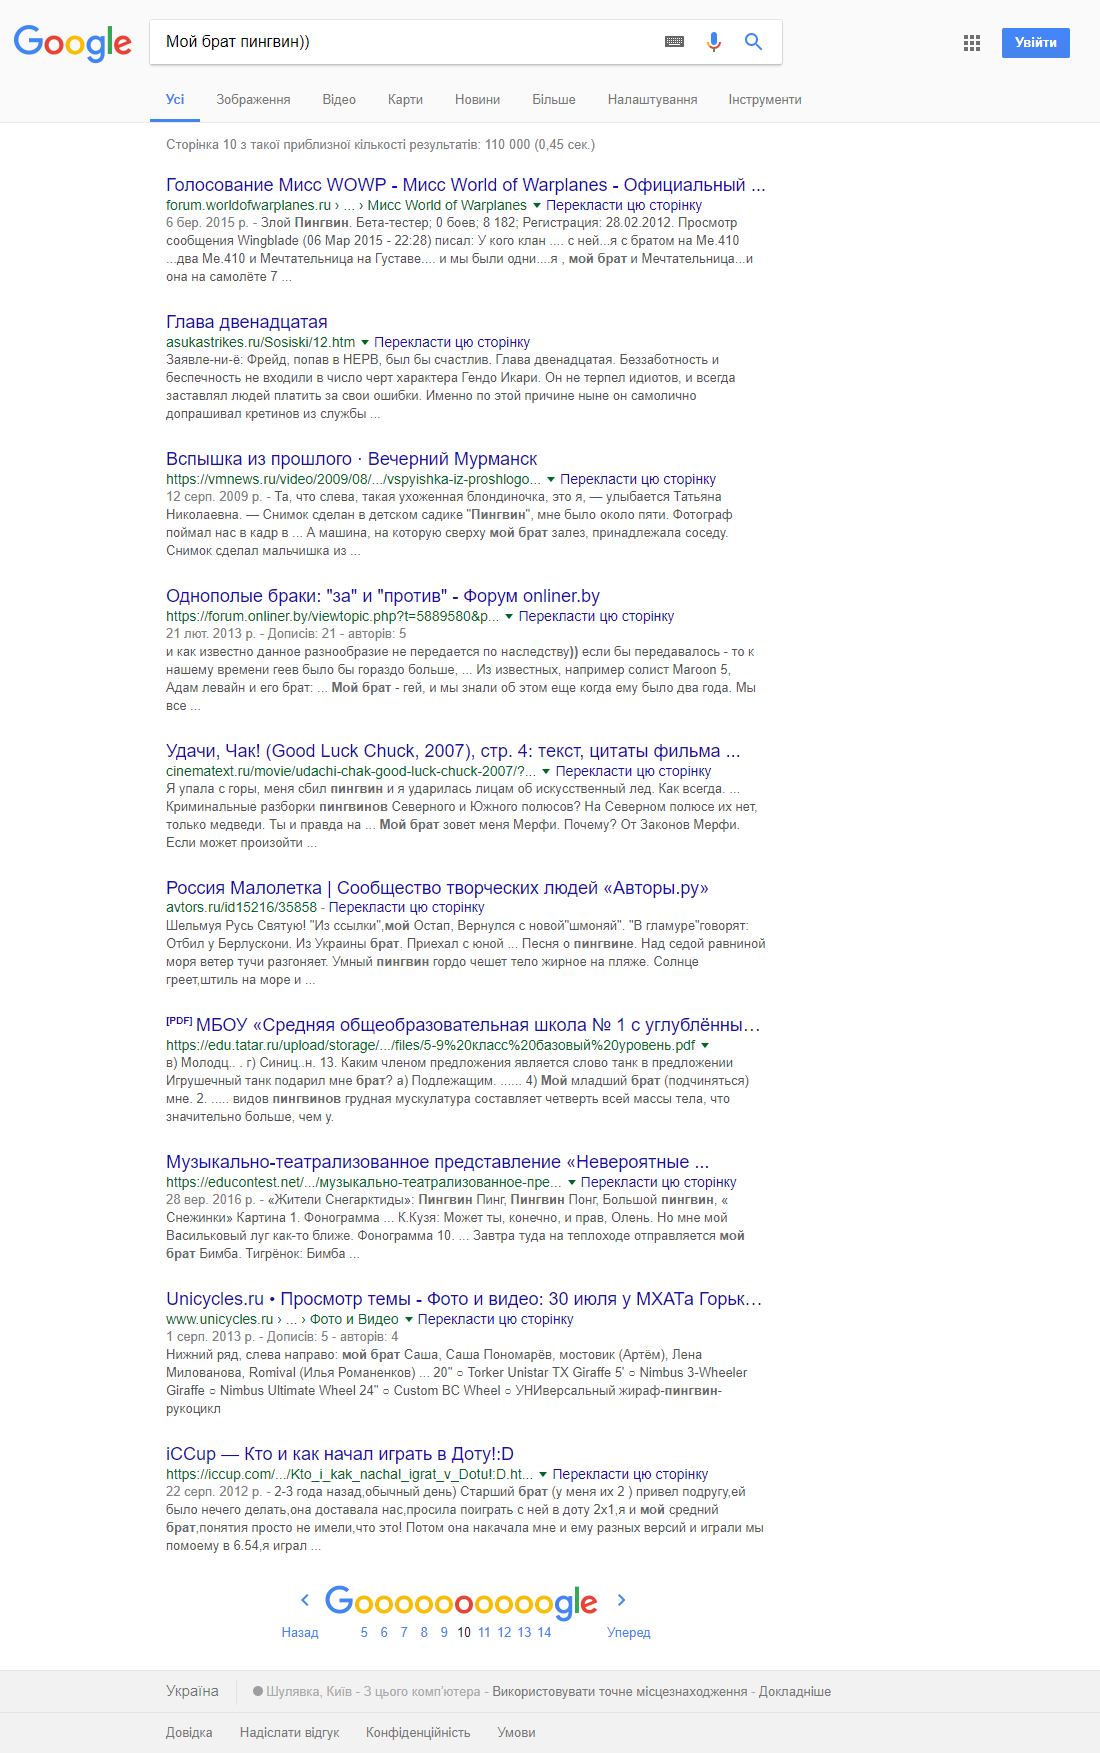 Google
Мой брат пингвин))
Увійти
Усі Зображення Відео Карти Новини Більше Налаштування Інструменти
Сторінка 10 з такої приблизної кількості результатів: 110 000 (0,45 сек.)
Голосование Мисс WOWP - Мисс World of Warplanes - Официальный ...
forum.worldofwarplanes.ru › ... › Мисс World of Warplanes Перекласти цю сторінку
6 бер. 2015 р. - Злой Пингвин. Бета-тестер; 0 боев; 8 182; Регистрация: 28.02.2012. Просмотр
сообщения Wingblade (06 Мар 2015 - 22:28) писал: У кого клан .... с ней...я с братом на Ме.410
...два Ме.410 и Мечтательница на Густаве.... и мы были одни....я , мой брат и Мечтательница...и
она на самолёте 7 ...
Глава двенадцатая
asukastrikes.ru/Sosiski/12.htm Перекласти цю сторінку
Заявле-ни-ё: Фрейд, попав в НЕРВ, был бы счастлив. Глава двенадцатая. Беззаботность и
беспечность не входили в число черт характера Гендо Икари. Он не терпел идиотов, и всегда
заставлял людей платить за свои ошибки. Именно по этой причине ныне он самолично
допрашивал кретинов из службы ...
Вспышка из прошлого · Вечерний Мурманск
https://vmnews.ru/video/2009/08/.../vspyishka-iz-proshlogo... Перекласти цю сторінку
12 серп. 2009 р. - Та, что слева, такая ухоженная блондиночка, это я, — улыбается Татьяна
Николаевна. — Снимок сделан в детском садике "Пингвин", мне было около пяти. Фотограф
поймал нас в кадр в ... А машина, на которую сверху мой брат залез, принадлежала соседу.
Снимок сделал мальчишка из ...
Однополые браки: "за" и "против" - Форум onliner.by
https://forum.onliner.by/viewtopic.php?t=5889580&p... Перекласти цю сторінку
21 лют. 2013 р. - Дописів: 21 - авторів: 5
и как известно данное разнообразие не передается по наследству)) если бы передавалось - то к
нашему времени геев было бы гораздо больше, ... Из известных, например солист Maroon 5,
Адам левайн и его брат: ... Мой брат - гей, и мы знали об этом еще когда ему было два года. Мы
все ...
Удачи, Чак! (Good Luck Chuck, 2007), стр. 4: текст, цитаты фильма ...
cinematext.ru/movie/udachi-chak-good-luck-chuck-2007/?... Перекласти цю сторінку
Я упала с горы, меня сбил пингвин и я ударилась лицам об искусственный лед. Как всегда. ...
Криминальные разборки пингвинов Северного и Южного полюсов? На Северном полюсе их нет,
только медведи. Ты и правда на ... Мой брат зовет меня Мерфи. Почему? От Законов Мерфи.
Если может произойти ...
Россия Малолетка | Сообщество творческих людей «Авторы.ру»
avtors.ru/id15216/35858 - Перекласти цю сторінку
Шельмуя Русь Святую! "Из ссылки",мой Остап, Вернулся с новой"шмоняй". "В гламуре"говорят:
Отбил у Берлускони. Из Украины брат. Приехал с юной ... Песня о пингвине. Над седой равниной
моря ветер тучи разгоняет. Умный пингвин гордо чешет тело жирное на пляже. Солнце
греет,штиль на море и ...
[PDF] МБОУ «Средняя общеобразовательная школа № 1 с углублённы...
https://edu.tatar.ru/upload/storage/.../files/5-9%20класс%20базовый%20уровень.pdf
в) Молодц.. . г) Синиц..н. 13. Каким членом предложения является слово танк в предложении
Игрушечный танк подарил мне брат? а) Подлежащим. ...... 4) Мой младший брат (подчиняться)
мне. 2. ..... видов пингвинов грудная мускулатура составляет четверть всей массы тела, что
значительно больше, чем у.
Музыкально-театрализованное представление «Невероятные ...
https://educontest.net/.../музыкально-театрализованное-пре... Перекласти цю сторінку
28 вер. 2016 р. - «Жители Снегарктиды»: Пингвин Пинг, Пингвин Понг, Большой пингвин, «
Снежинки» Картина 1. Фонограмма ... К.Кузя: Может ты, конечно, и прав, Олень. Но мне мой
Васильковый луг как-то ближе. Фонограмма 10. ... Завтра туда на теплоходе отправляется мой
брат Бимба. Тигрёнок: Бимба ...
Unicycles.ru • Просмотр темы - Фото и видео: 30 июля у МХАТа Горьк...
www.unicycles.ru › ... › Фото и Видео Перекласти цю сторінку
1 серп. 2013 р. - Дописів: 5 - авторів: 4
Нижний ряд, слева направо: мой брат Саша, Саша Пономарёв, мостовик (Артём), Лена
Милованова, Romival (Илья Романенков) ... 20" ○ Torker Unistar TX Giraffe 5' ○ Nimbus 3-Wheeler
Giraffe ○ Nimbus Ultimate Wheel 24" ○ Custom BC Wheel ○ УНИверсальный жираф-пингвин-
рукоцикл
iCCup — Кто и как начал играть в Доту!:D
https://iccup.com/.../Kto_i_kak_nachal_igrat_v_Dotu!:D.ht... Перекласти цю сторінку
22 серп. 2012 р. - 2-3 года назад,обычный день) Старший брат (у меня их 2 ) привел подругу,ей
было нечего делать,она доставала нас,просила поиграть с ней в доту 2х1,я и мой средний
брат,понятия просто не имели,что это! Потом она накачала мне и ему разных версий и играли мы
помоему в 6.54,я играл ...
Goooooooooogle
Назад 5 6 7 8 9 10 11 12 13 14 Уперед
Україна Шулявка, Київ - З цього комп'ютера - Використовувати точне місцезнаходження - Докладніше
Довідка Надіслати відгук Конфіденційність Умови